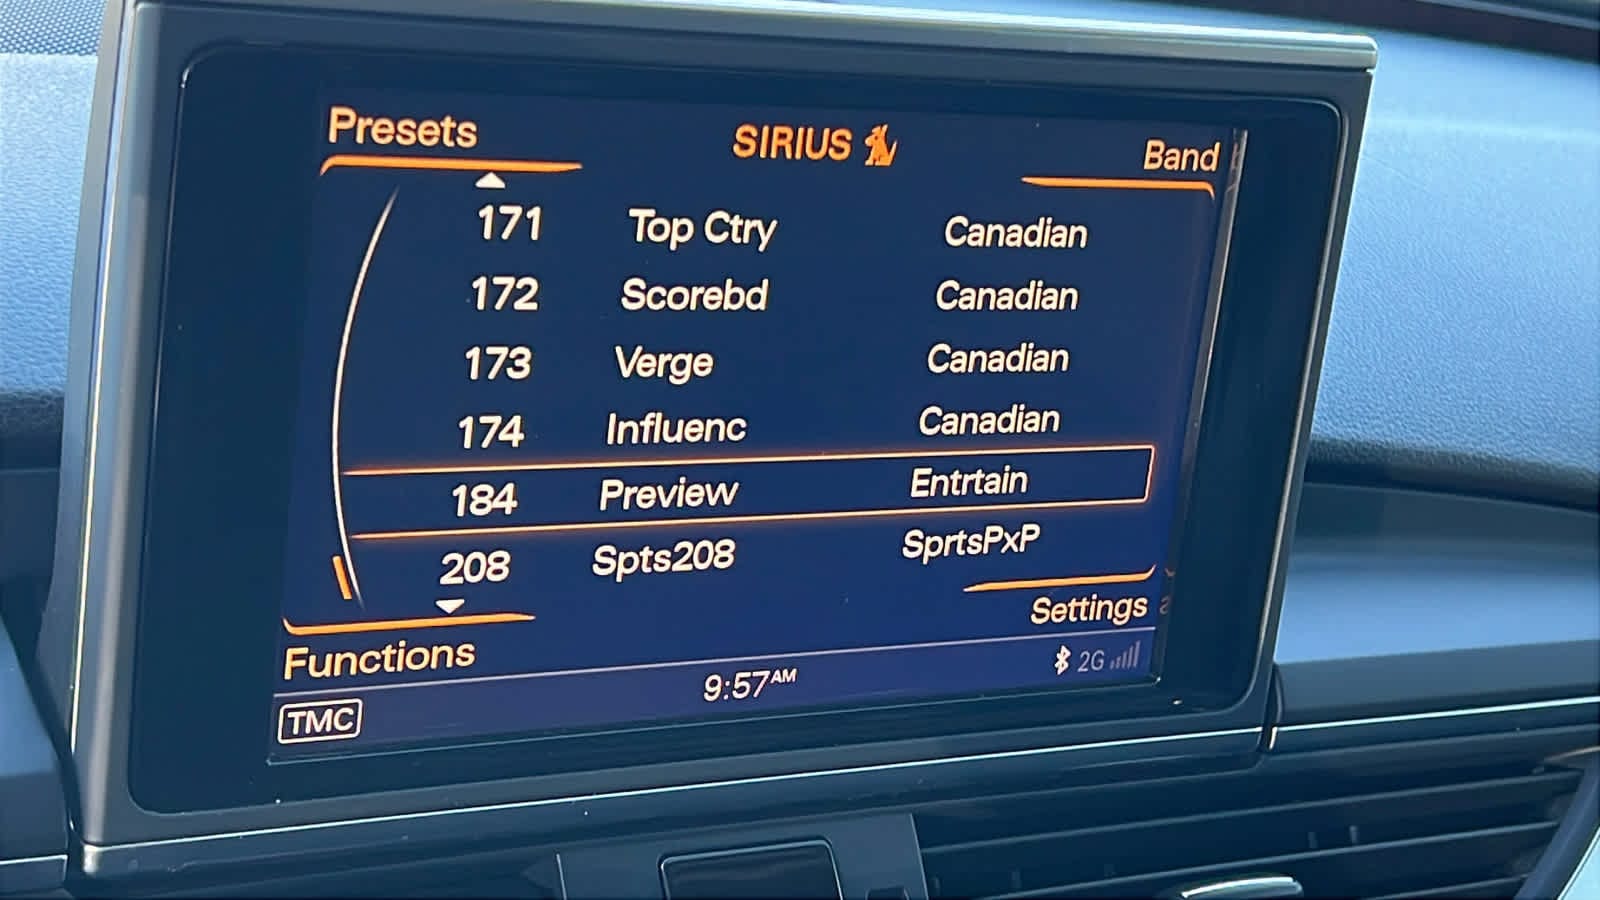 Presets
SIRIUS
Band
171 Top Ctry Canadian
172 Scorebd Canadian
173 Verge Canadian
174 Influenc Canadian
184 Preview Entrtain
208 Spts208 SprtsPxP
Settings
Functions
9:57AM
2G
TMC